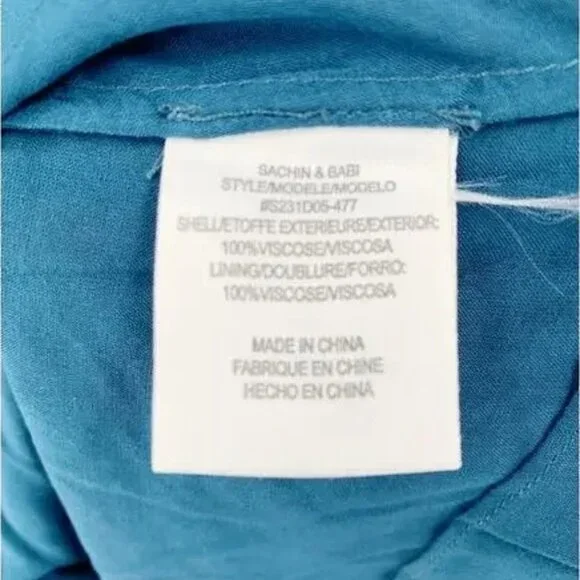 SACHIN & BABI
STYLE/MODELE/MODELO
#S231D05-477
SHELL/ETOFFE EXTERIEURE/EXTERIOR:
100%VISCOSE/VISCOSA
LINING/DOUBLURE/FORRO:
100%VISCOSE/VISCOSA
MADE IN CHINA
FABRIQUE EN CHINE
HECHO EN CHINA